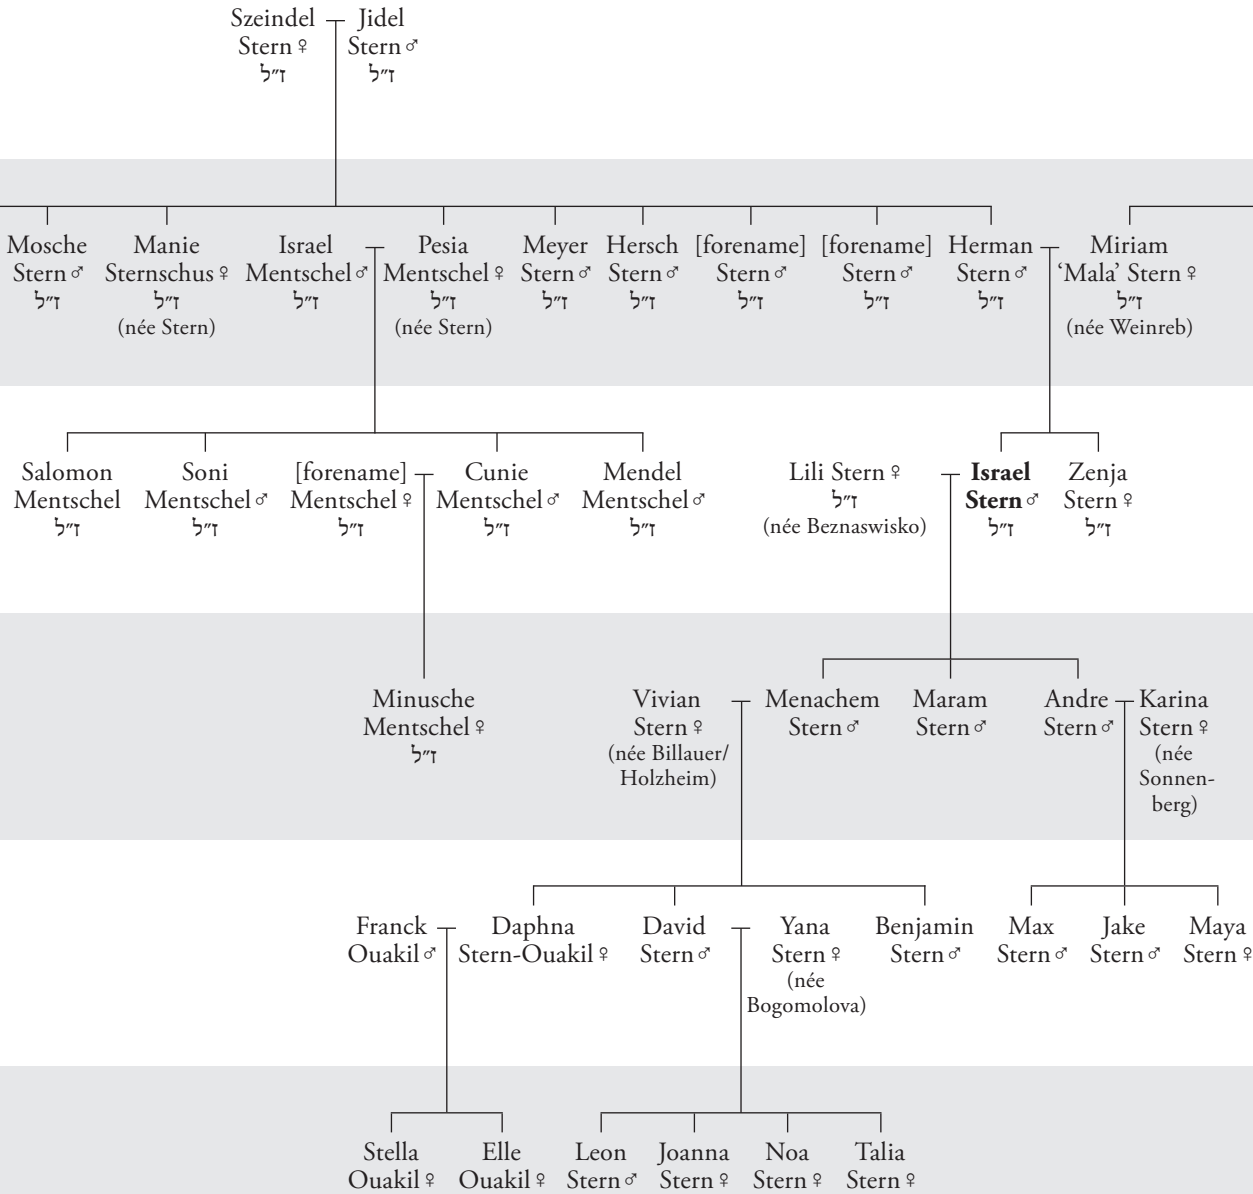 Szeindel
Stern♀
ז״ל
Jidel
Stern♂
ז״ל
Mosche
Stern♂
ז״ל
Manie
Sternschus♀
ז״ל
(née Stern)
Israel
Mentschel♂
ז״ל
Pesia
Mentschel♀
ז״ל
(née Stern)
Meyer
Stern♂
ז״ל
Hersch
Stern♂
ז״ל
[forename]
Stern♂
ז״ל
[forename]
Stern♂
ז״ל
Herman
Stern♂
ז״ל
Miriam
‘Mala’ Stern♀
ז״ל
(née Weinreb)
Salomon
Mentschel
ז״ל
Soni
Mentschel♂
ז״ל
[forename]
Mentschel♀
ז״ל
Cunie
Mentschel♂
ז״ל
Mendel
Mentschel♂
ז״ל
Lili Stern♀
ז״ל
(née Beznaswisko)
Israel
Stern♂
ז״ל
Zenja
Stern♀
ז״ל
Minusche
Mentschel♀
ז״ל
Vivian
Stern♀
(née Billauer/
Holzheim)
Menachem
Stern♂
Maram
Stern♂
Andre
Stern♂
Karina
Stern♀
(née
Sonnen-
berg)
Franck
Ouakil♂
Daphna
Stern-Ouakil♀
David
Stern♂
Yana
Stern♀
(née
Bogomolova)
Benjamin
Stern♂
Max
Stern♂
Jake
Stern♂
Maya
Stern♀
Stella
Ouakil♀
Elle
Ouakil♀
Leon
Stern♂
Joanna
Stern♀
Noa
Stern♀
Talia
Stern♀